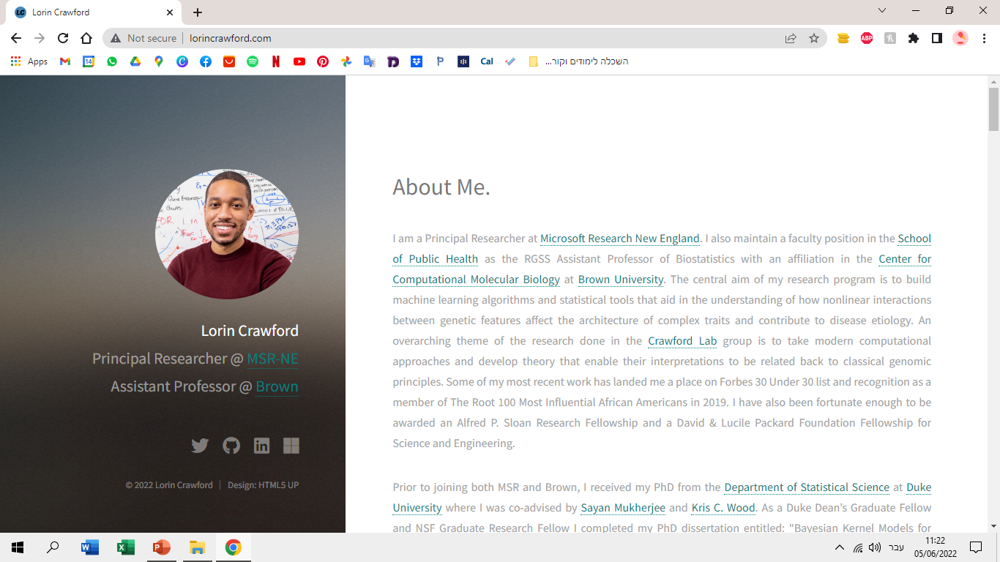 Lorin Crawford
Not secure
lorincrawford.com
ABP
Apps
31
Cal
השכלה לימודים וקור...
About Me.
I am a Principal Researcher at Microsoft Research New England. I also maintain a faculty position in the School
of Public Health as the RGSS Assistant Professor of Biostatistics with an affiliation in the Center for
Computational Molecular Biology at Brown University. The central aim of my research program is to build
machine learning algorithms and statistical tools that aid in the understanding of how nonlinear interactions
between genetic features affect the architecture of complex traits and contribute to disease etiology. An
overarching theme of the research done in the Crawford Lab group is to take modern computational
approaches and develop theory that enable their interpretations to be related back to classical genomic
principles. Some of my most recent work has landed me a place on Forbes 30 Under 30 list and recognition as a
member of The Root 100 Most Influential African Americans in 2019. I have also been fortunate enough to be
awarded an Alfred P. Sloan Research Fellowship and a David & Lucile Packard Foundation Fellowship for
Science and Engineering.
Prior to joining both MSR and Brown, I received my PhD from the Department of Statistical Science at Duke
University where I was co-advised by Sayan Mukherjee and Kris C. Wood. As a Duke Dean's Graduate Fellow
and NSF Graduate Research Fellow I completed my PhD dissertation entitled: "Bayesian Kernel Models for
Lorin Crawford
Principal Researcher @ MSR-NE
Assistant Professor @ Brown
© 2022 Lorin Crawford
Design: HTML5 UP
עבר
11:22
05/06/2022